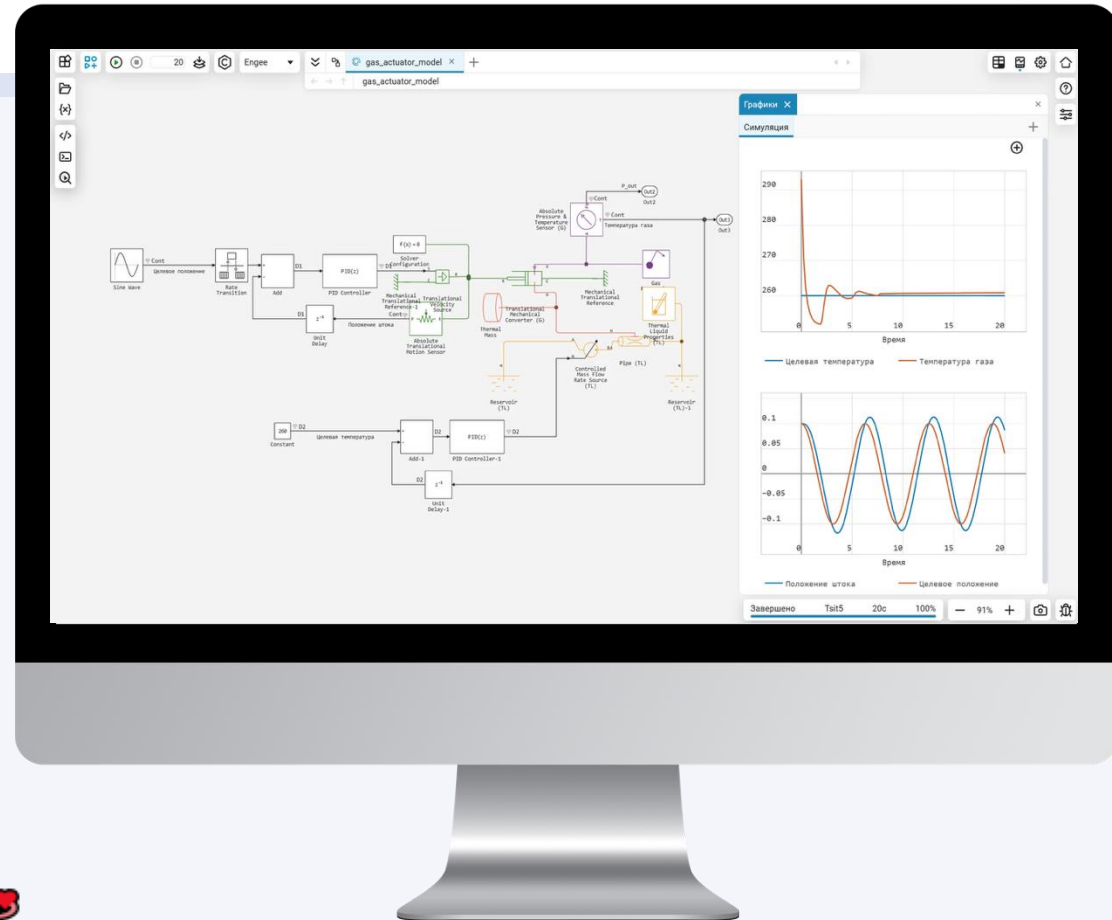 20
Engee
gas_actuator_model
gas_actuator_model
Графики
Симуляция
P_out
Out2
Out2
Cont
Absolute
Pressure &
Temperature
Sensor (G)
Cont
Температура газа
Out1
Cont
Целевое положение
Sine Wave
Rate
Transition
D1
Add
PID(z)
PID Controller
D1
f(x) = 0
Solver
Configuration
Mechanical
Translational
Reference-1
Translational
Velocity
Source
D1
Unit
Delay
Положение штока
Cont
Absolute
Translational
Motion Sensor
Thermal
Mass
Translational
Mechanical
Converter (G)
Mechanical
Translational
Reference
Gas
Thermal
Liquid
Properties
(TL)
Pipe (TL)
Controlled
Mass Flow
Rate Source
(TL)
Reservoir
(TL)
Reservoir
(TL)-1
260
Constant
D2
Целевая температура
Add-1
D2
PID(z)
PID Controller-1
D2
D2
Unit
Delay-1
290
280
270
260
0 5 10 15 20
Время
Целевая температура Температура газа
0.1
0.05
0
-0.05
-0.1
0 5 10 15 20
Время
Положение штока Целевое положение
Завершено Tsit5 20с 100% 91%